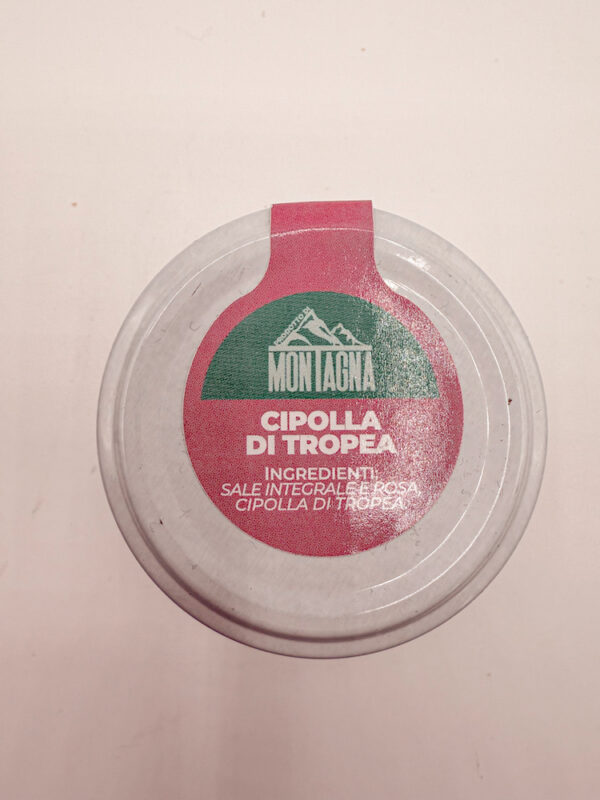 PRODOTTO DI
MONTAGNA
CIPOLLA
DI TROPEA
INGREDIENTI:
SALE INTEGRALE E ROSA,
CIPOLLA DI TROPEA.